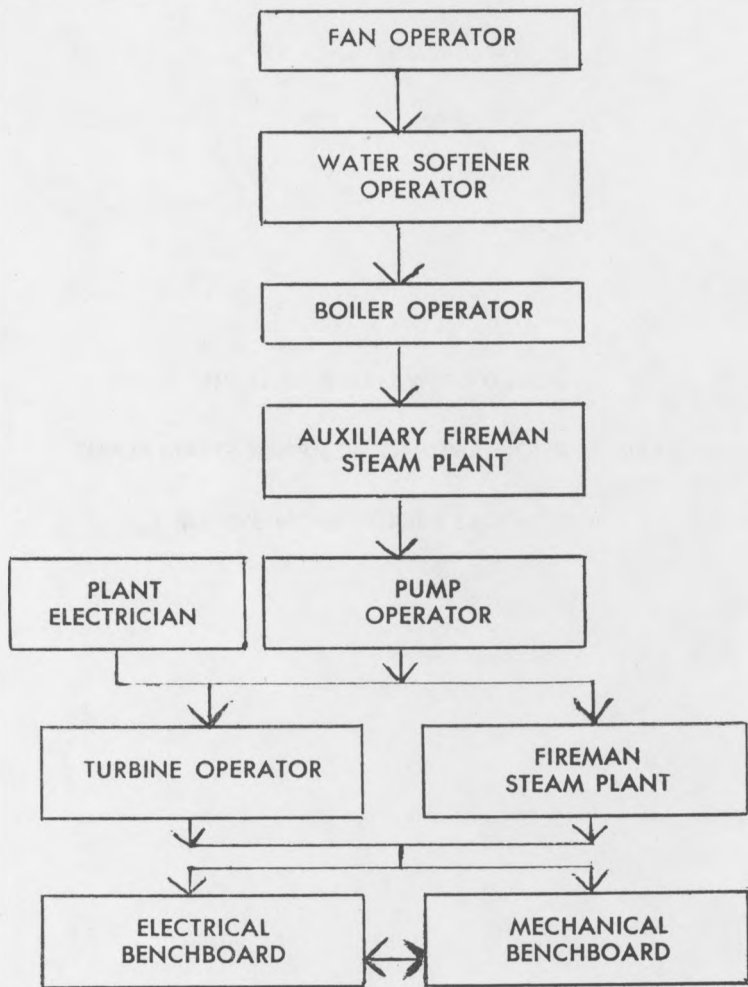 FAN OPERATOR
WATER SOFTENER
OPERATOR
BOILER OPERATOR
AUXILIARY FIREMAN
STEAM PLANT
PLANT
ELECTRICIAN
PUMP
OPERATOR
TURBINE OPERATOR
FIREMAN
STEAM PLANT
ELECTRICAL
BENCHBOARD
MECHANICAL
BENCHBOARD